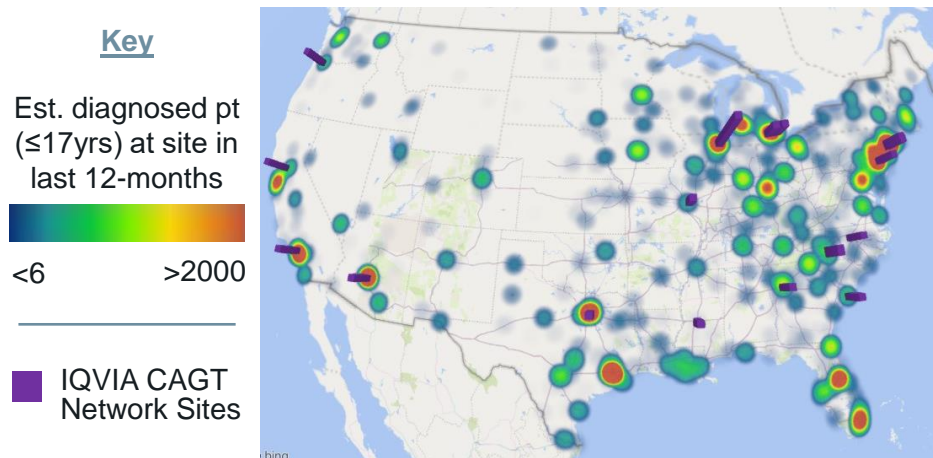 Key
Est. diagnosed pt
(≤17yrs) at site in
last 12-months
<6 >2000
IQVIA CAGT
Network Sites
bing